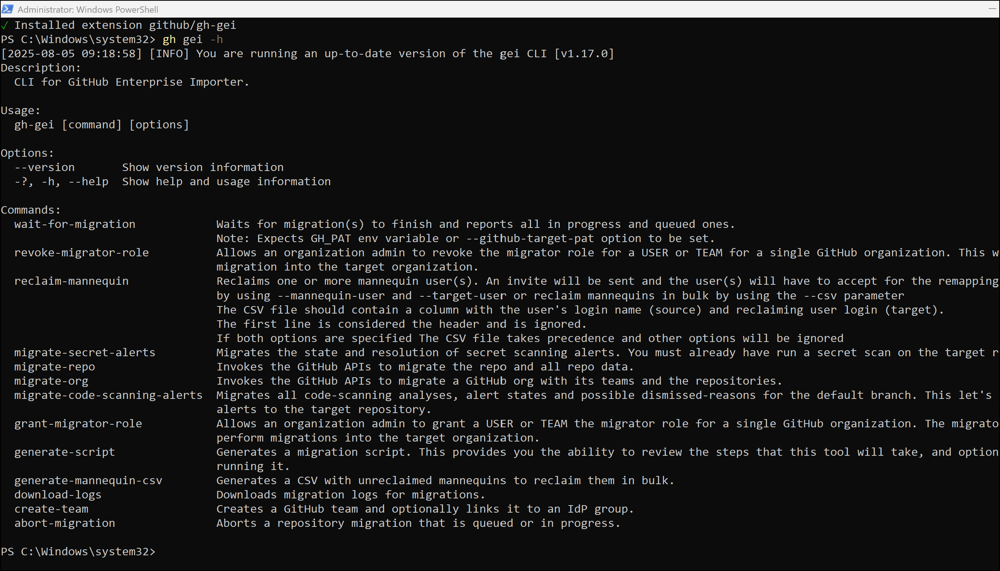 Administrator: Windows PowerShell
✓ Installed extension github/gh-gei
PS C:\Windows\system32> gh gei -h
[2025-08-05 09:18:58] [INFO] You are running an up-to-date version of the gei CLI [v1.17.0]
Description:
  CLI for GitHub Enterprise Importer.

Usage:
  gh-gei [command] [options]

Options:
  --version       Show version information
  -?, -h, --help  Show help and usage information

Commands:
  wait-for-migration            Waits for migration(s) to finish and reports all in progress and queued ones.
                                Note: Expects GH_PAT env variable or --github-target-pat option to be set.
  revoke-migrator-role          Allows an organization admin to revoke the migrator role for a USER or TEAM for a single GitHub organization. This w
                                migration into the target organization.
  reclaim-mannequin             Reclaims one or more mannequin user(s). An invite will be sent and the user(s) will have to accept for the remapping
                                by using --mannequin-user and --target-user or reclaim mannequins in bulk by using the --csv parameter
                                The CSV file should contain a column with the user's login name (source) and reclaiming user login (target).
                                The first line is considered the header and is ignored.
                                If both options are specified The CSV file takes precedence and other options will be ignored
  migrate-secret-alerts         Migrates the state and resolution of secret scanning alerts. You must already have run a secret scan on the target r
  migrate-repo                  Invokes the GitHub APIs to migrate the repo and all repo data.
  migrate-org                   Invokes the GitHub APIs to migrate a GitHub org with its teams and the repositories.
  migrate-code-scanning-alerts  Migrates all code-scanning analyses, alert states and possible dismissed-reasons for the default branch. This let's
                                alerts to the target repository.
  grant-migrator-role           Allows an organization admin to grant a USER or TEAM the migrator role for a single GitHub organization. The migrato
                                perform migrations into the target organization.
  generate-script               Generates a migration script. This provides you the ability to review the steps that this tool will take, and option
                                running it.
  generate-mannequin-csv        Generates a CSV with unreclaimed mannequins to reclaim them in bulk.
  download-logs                 Downloads migration logs for migrations.
  create-team                   Creates a GitHub team and optionally links it to an IdP group.
  abort-migration               Aborts a repository migration that is queued or in progress.

PS C:\Windows\system32>